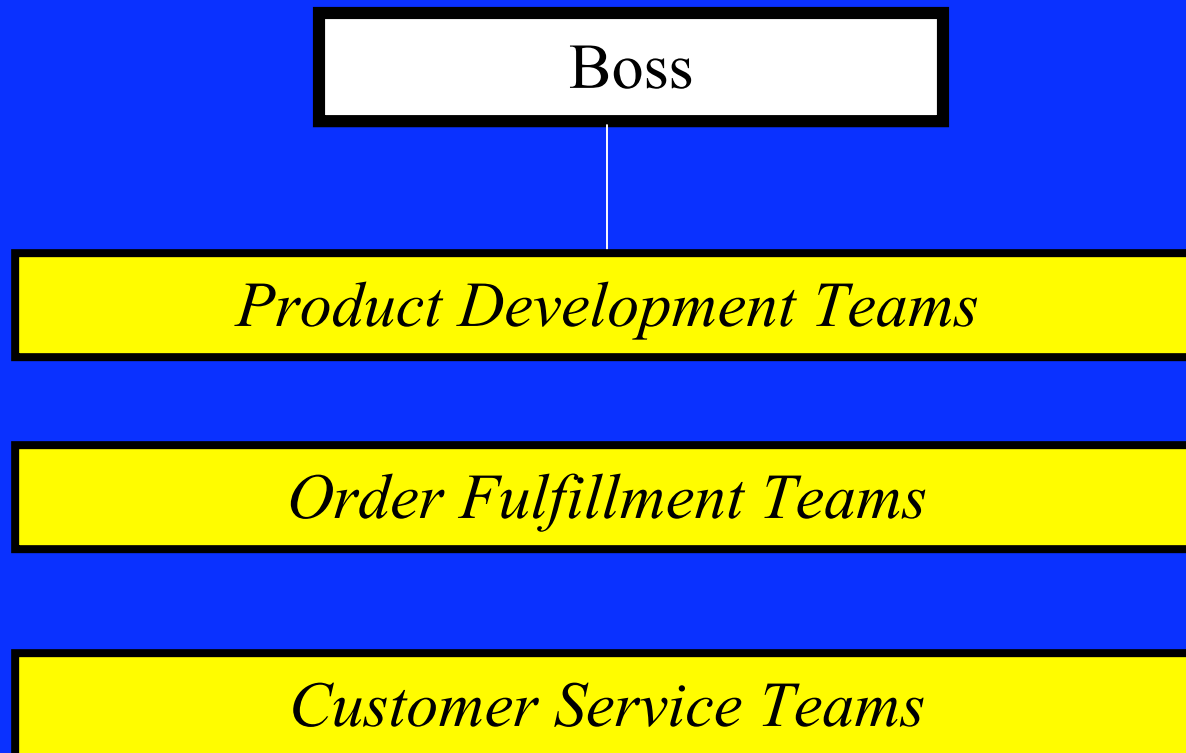 Boss
Product Development Teams
Order Fulfillment Teams
Customer Service Teams